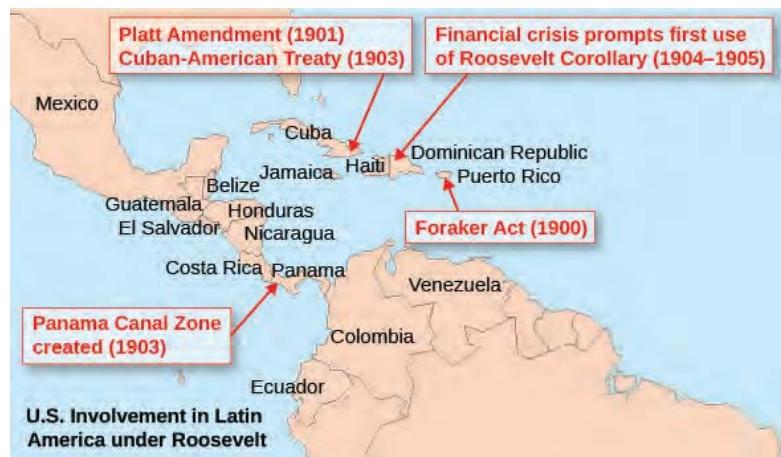 Platt Amendment (1901)
Cuban-American Treaty (1903)
Financial crisis prompts first use
of Roosevelt Corollary (1904–1905)
Mexico
Cuba
Haiti
Dominican Republic
Jamaica
Puerto Rico
Belize
Guatemala
Honduras
El Salvador
Nicaragua
Foraker Act (1900)
Costa Rica
Panama
Venezuela
Panama Canal Zone
created (1903)
Colombia
Ecuador
U.S. Involvement in Latin
America under Roosevelt